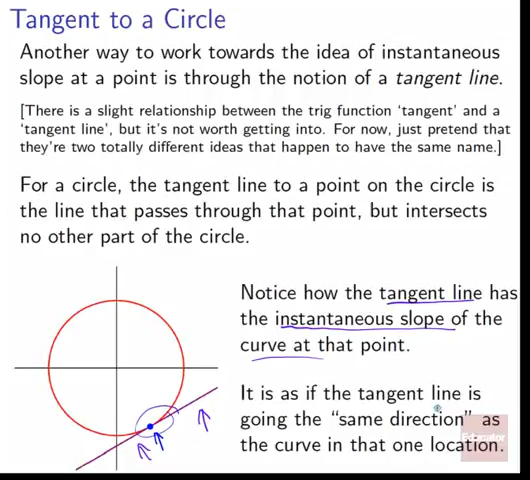 Tangent to a Circle
Another way to work towards the idea of instantaneous
slope at a point is through the notion of a tangent line.
[There is a slight relationship between the trig function ‘tangent’ and a
‘tangent line’, but it’s not worth getting into. For now, just pretend that
they’re two totally different ideas that happen to have the same name.]
For a circle, the tangent line to a point on the circle is
the line that passes through that point, but intersects
no other part of the circle.
Notice how the tangent line has
the instantaneous slope of the
curve at that point.
It is as if the tangent line is
going the “same direction” as
the curve in that one location.
Educator